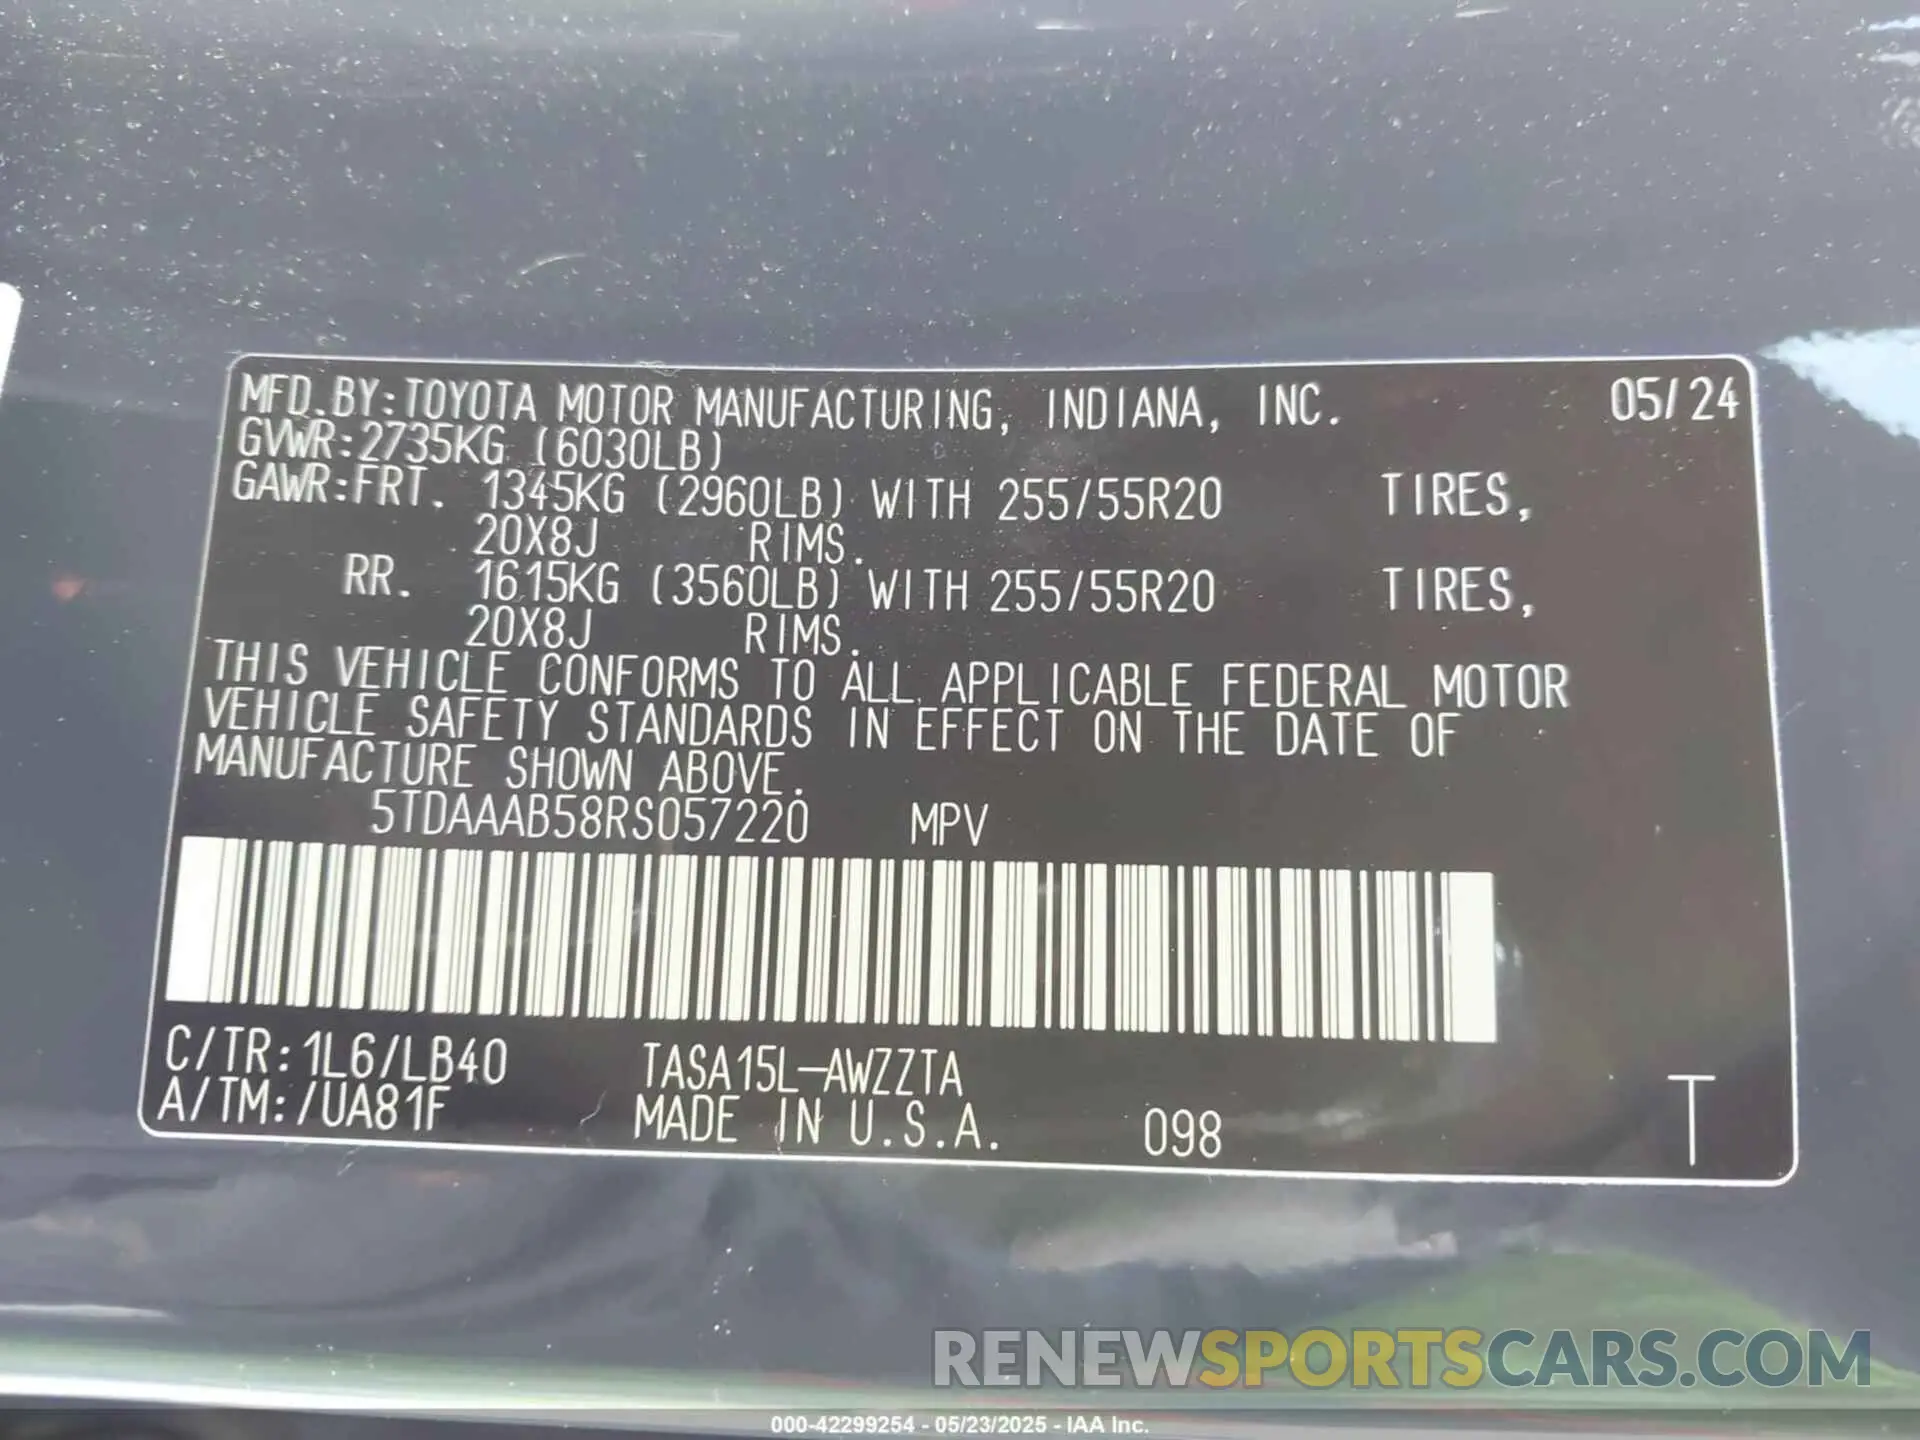 MFD.BY:TOYOTA MOTOR MANUFACTURING, INDIANA, INC. 05/24
GVWR:2735KG (6030LB)
GAWR:FRT. 1345KG (2960LB) WITH 255/55R20 TIRES,
20X8J RIMS.
RR. 1615KG (3560LB) WITH 255/55R20 TIRES,
20X8J RIMS.
THIS VEHICLE CONFORMS TO ALL APPLICABLE FEDERAL MOTOR
VEHICLE SAFETY STANDARDS IN EFFECT ON THE DATE OF
MANUFACTURE SHOWN ABOVE.
5TDAAAB58RS057220 MPV
C/TR:1L6/LB40 TASA15L-AWZZTA
A/TM:/UA81F MADE IN U.S.A. 098 T
RENEWSPORTSCARS.COM
000-42299254 - 05/23/2025 - IAA Inc.